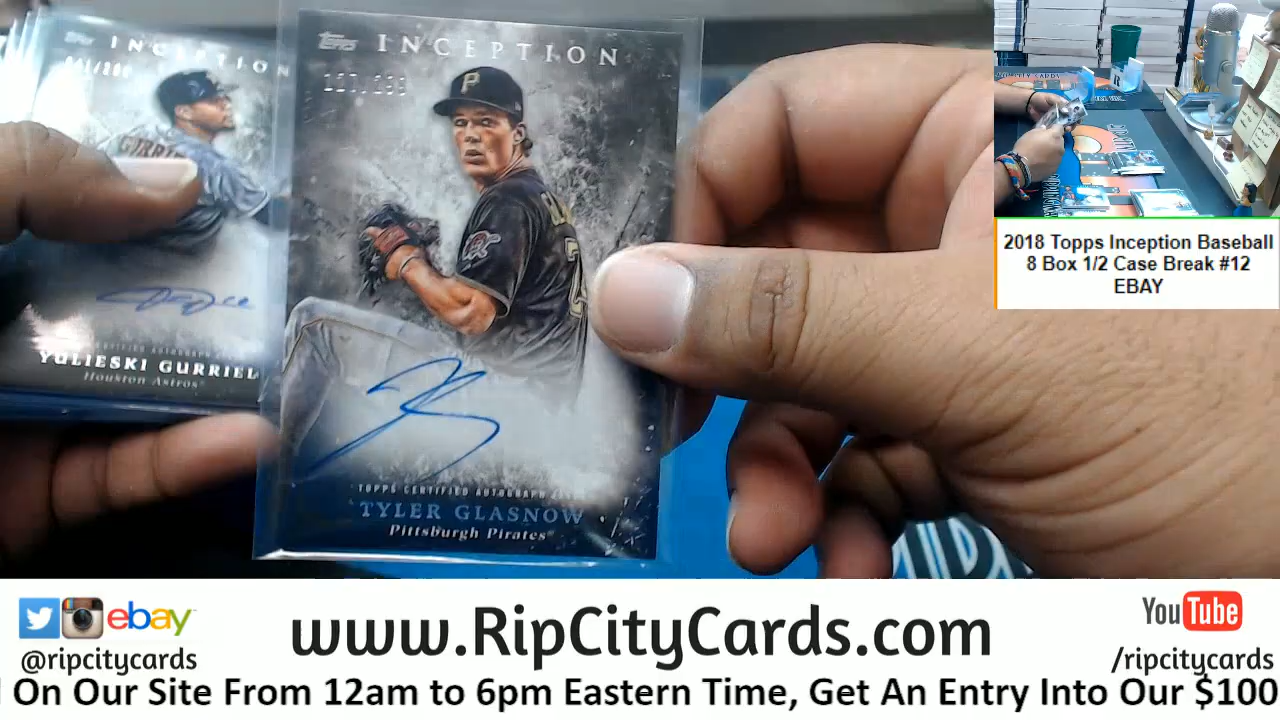 Topps INCEPTION
YULIESKI GURRIEL
Houston Astros
Topps INCEPTION
P
TOPPS CERTIFIED AUTOGRAPH
TYLER GLASNOW
Pittsburgh Pirates
2018 Topps Inception Baseball
8 Box 1/2 Case Break #12
EBAY
ebay
@ripcitycards
www.RipCityCards.com
YouTube
/ripcitycards
On Our Site From 12am to 6pm Eastern Time, Get An Entry Into Our $100